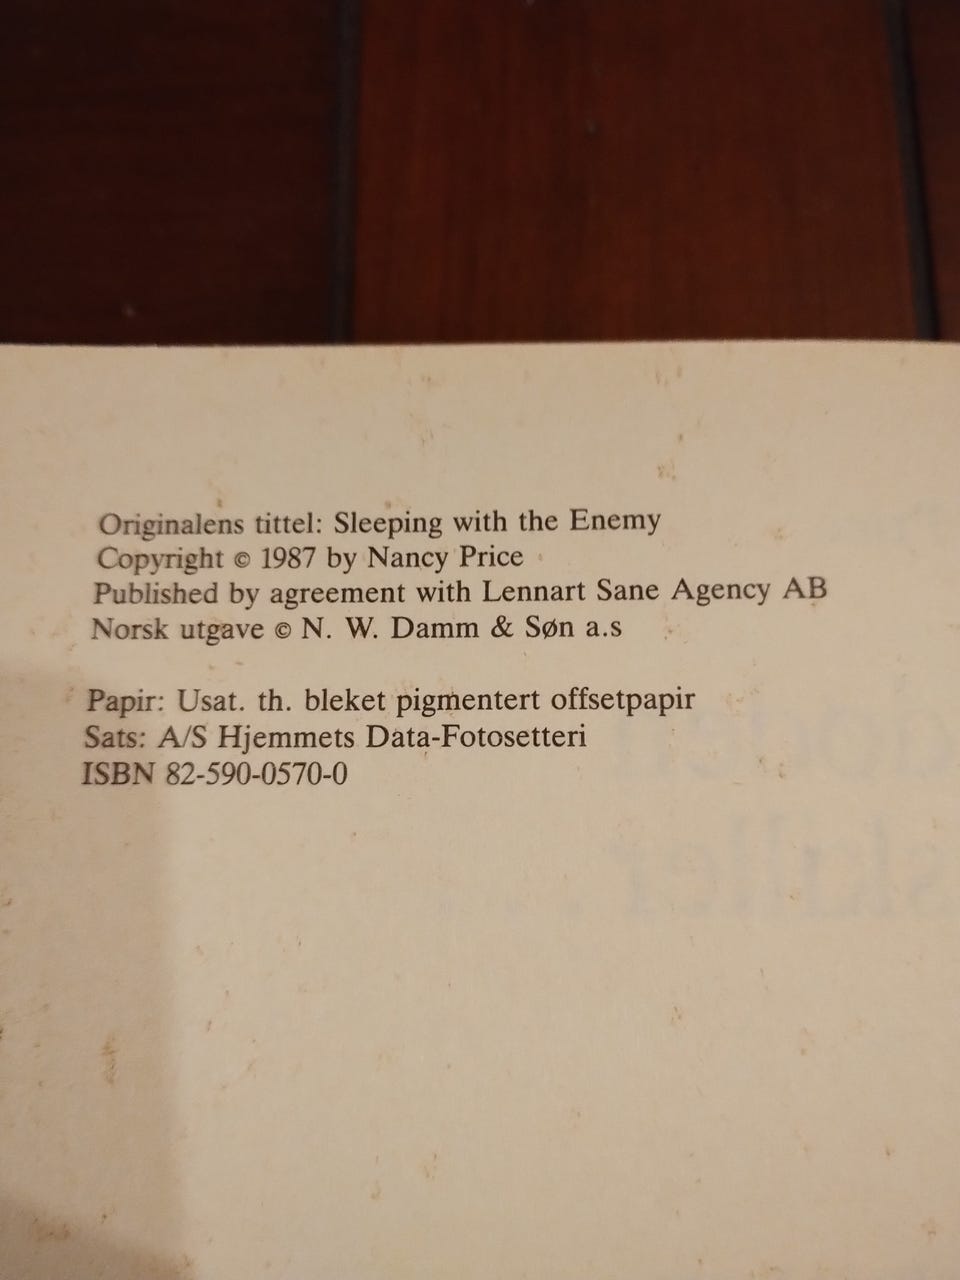 Originalens tittel: Sleeping with the Enemy
Copyright © 1987 by Nancy Price
Published by agreement with Lennart Sane Agency AB
Norsk utgave © N. W. Damm & Søn a.s
Papir: Usat. th. bleket pigmentert offsetpapir
Sats: A/S Hjemmets Data-Fotosetteri
ISBN 82-590-0570-0